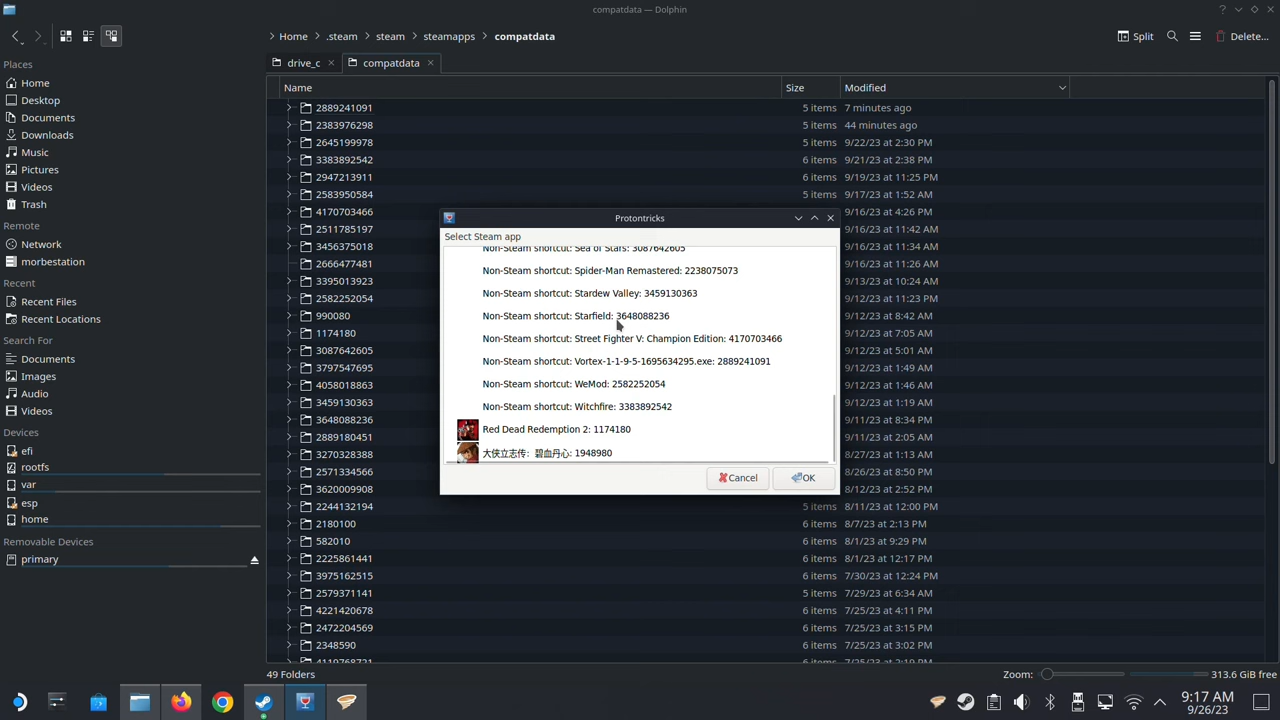 compatdata — Dolphin
Home > .steam > steam > steamapps > compatdata
Split
Delete...
Places
Home
Desktop
Documents
Downloads
Music
Pictures
Videos
Trash
Remote
Network
morbestation
Recent
Recent Files
Recent Locations
Search For
Documents
Images
Audio
Videos
Devices
efi
rootfs
var
esp
home
Removable Devices
primary
drive_c
compatdata
Name Size Modified
2889241091 5 items 7 minutes ago
2383976298 5 items 44 minutes ago
2645199978 5 items 9/22/23 at 2:30 PM
3383892542 6 items 9/21/23 at 2:38 PM
2947213911 6 items 9/19/23 at 11:25 PM
2583950584 5 items 9/17/23 at 1:52 AM
4170703466 9/16/23 at 4:26 PM
2511785197 9/16/23 at 11:42 AM
3456375018 9/16/23 at 11:34 AM
2666477481 9/16/23 at 11:26 AM
3395013923 9/13/23 at 10:24 AM
2582252054 9/12/23 at 11:23 PM
990080 9/12/23 at 8:42 AM
1174180 9/12/23 at 7:05 AM
3087642605 9/12/23 at 5:01 AM
3797547695 9/12/23 at 1:49 AM
4058018863 9/12/23 at 1:46 AM
3459130363 9/12/23 at 1:19 AM
3648088236 9/11/23 at 8:34 PM
2889180451 9/11/23 at 2:05 AM
3270328388 8/27/23 at 1:13 AM
2571334566 8/26/23 at 8:50 PM
3620009908 8/12/23 at 2:52 PM
2244132194 5 items 8/11/23 at 12:00 PM
2180100 6 items 8/7/23 at 2:13 PM
582010 6 items 8/1/23 at 9:29 PM
2225861441 6 items 8/1/23 at 12:17 PM
3975162515 6 items 7/30/23 at 12:24 PM
2579371141 5 items 7/29/23 at 6:34 AM
4221420678 6 items 7/25/23 at 4:11 PM
2472204569 6 items 7/25/23 at 3:15 PM
2348590 6 items 7/25/23 at 3:02 PM
4119768721 6 items 7/25/23 at 2:19 PM
Protontricks
Select Steam app
Non-Steam shortcut: Sea of Stars: 3087642605
Non-Steam shortcut: Spider-Man Remastered: 2238075073
Non-Steam shortcut: Stardew Valley: 3459130363
Non-Steam shortcut: Starfield: 3648088236
Non-Steam shortcut: Street Fighter V: Champion Edition: 4170703466
Non-Steam shortcut: Vortex-1-1-9-5-1695634295.exe: 2889241091
Non-Steam shortcut: WeMod: 2582252054
Non-Steam shortcut: Witchfire: 3383892542
Red Dead Redemption 2: 1174180
大侠立志传：碧血丹心: 1948980
Cancel
OK
49 Folders
Zoom:
313.6 GiB free
9:17 AM
9/26/23